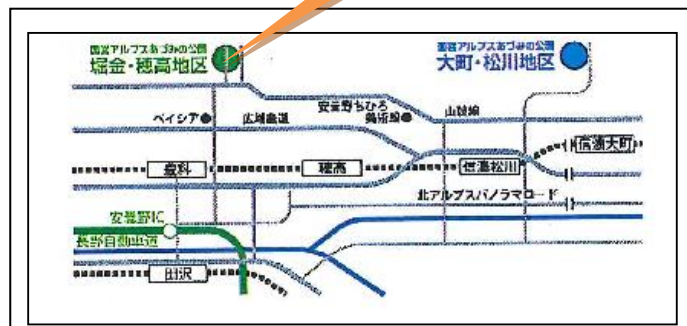 国営アルプスあづみの公園
堀金・穂高地区
国営アルプスあづみの公園
大町・松川地区
ベイシア
広域農道
安曇野ちひろ
美術館
山麓線
豊科
穂高
信濃松川
信濃大町
北アルプスパノラマロード
安曇野IC
長野自動車道
田沢